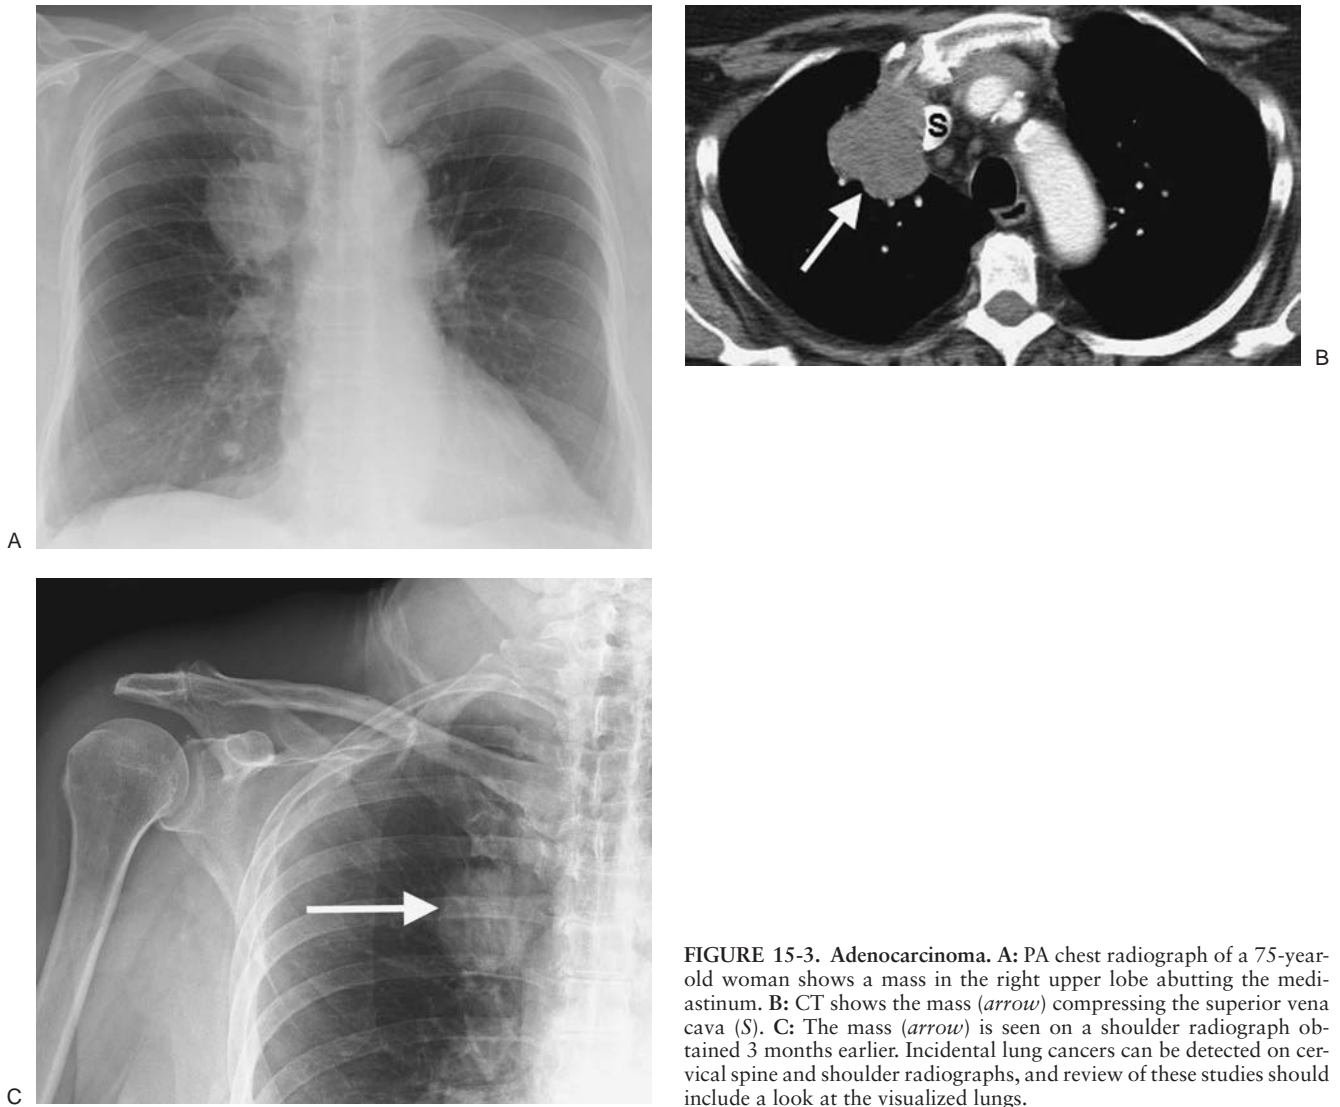 A
S
B
C
FIGURE 15-3. Adenocarcinoma. A: PA chest radiograph of a 75-year-
old woman shows a mass in the right upper lobe abutting the medi-
astinum. B: CT shows the mass (arrow) compressing the superior vena
cava (S). C: The mass (arrow) is seen on a shoulder radiograph ob-
tained 3 months earlier. Incidental lung cancers can be detected on cer-
vical spine and shoulder radiographs, and review of these studies should
include a look at the visualized lungs.